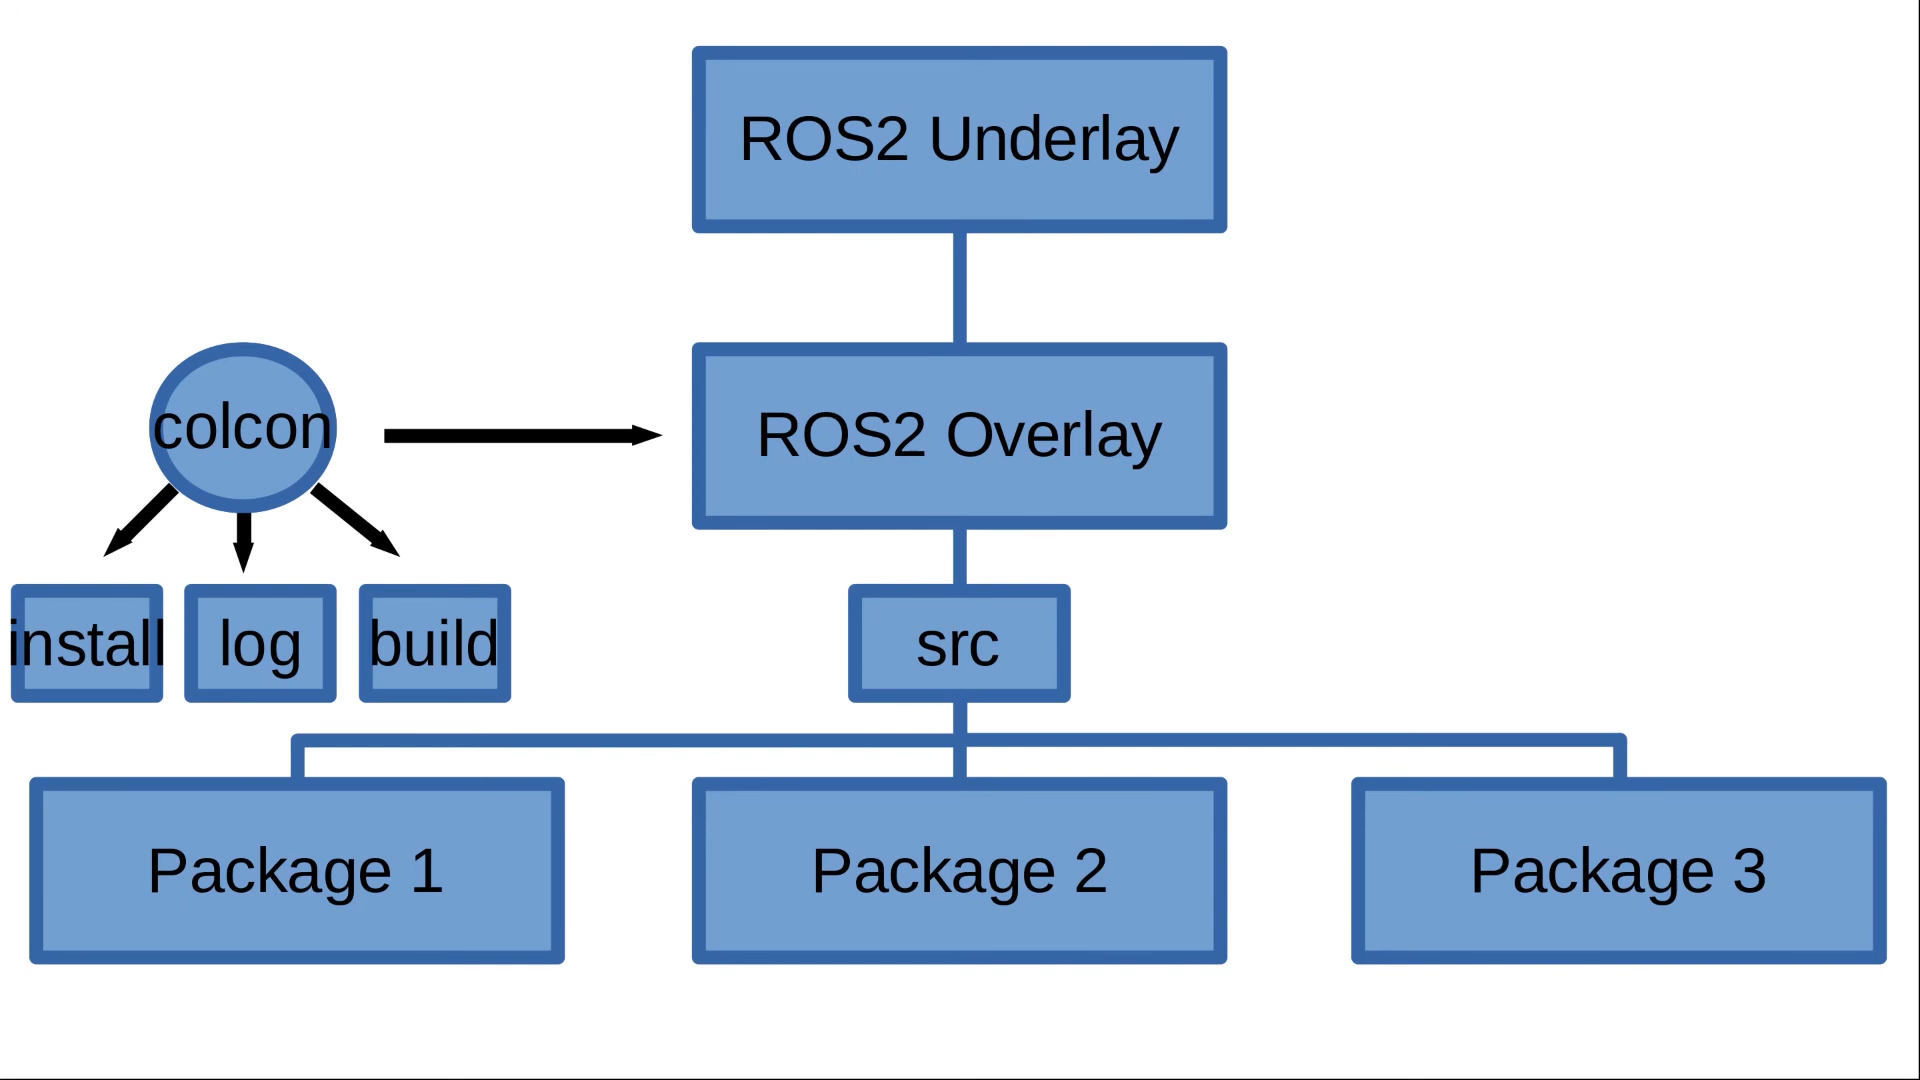 ROS2 Underlay
colcon
ROS2 Overlay
install
log
build
src
Package 1
Package 2
Package 3